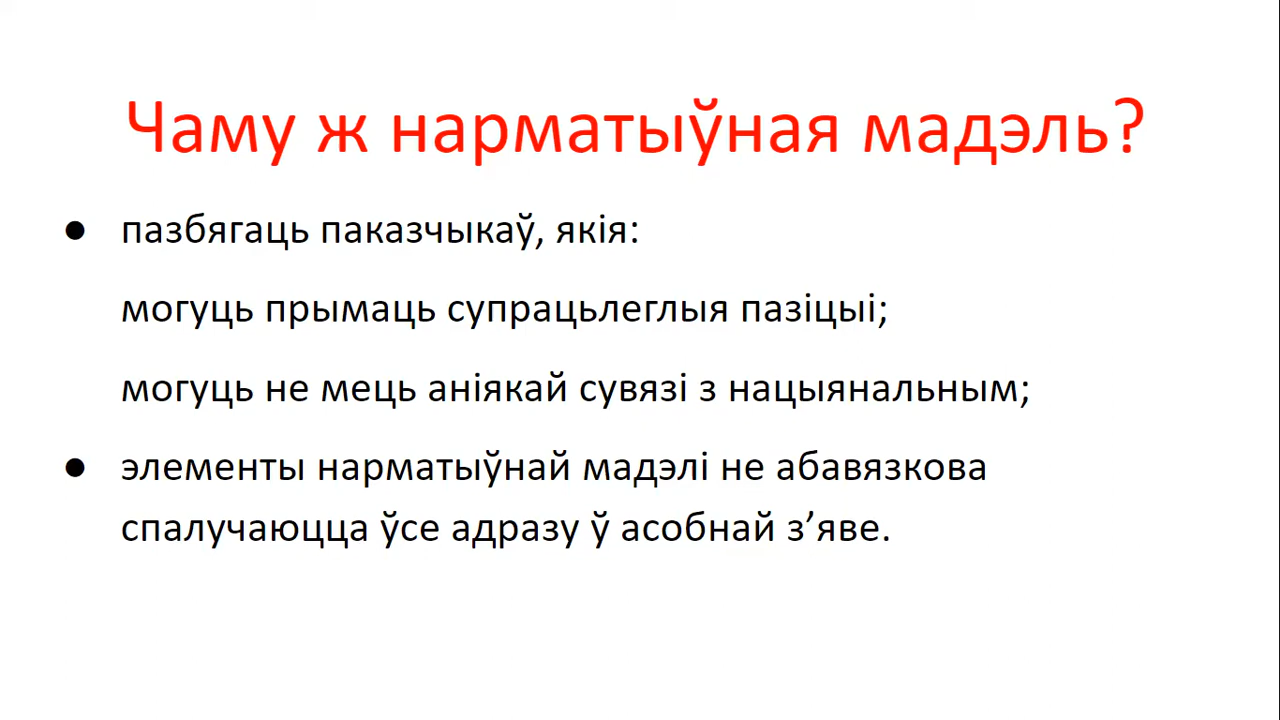 Чаму ж нарматыўная мадэль?
● пазбягаць паказчыкаў, якія:
могуць прымаць супрацьлеглыя пазіцыі;
могуць не мець аніякай сувязі з нацыянальным;
● элементы нарматыўнай мадэлі не абавязкова
спалучаюцца ўсе адразу ў асобнай з’яве.